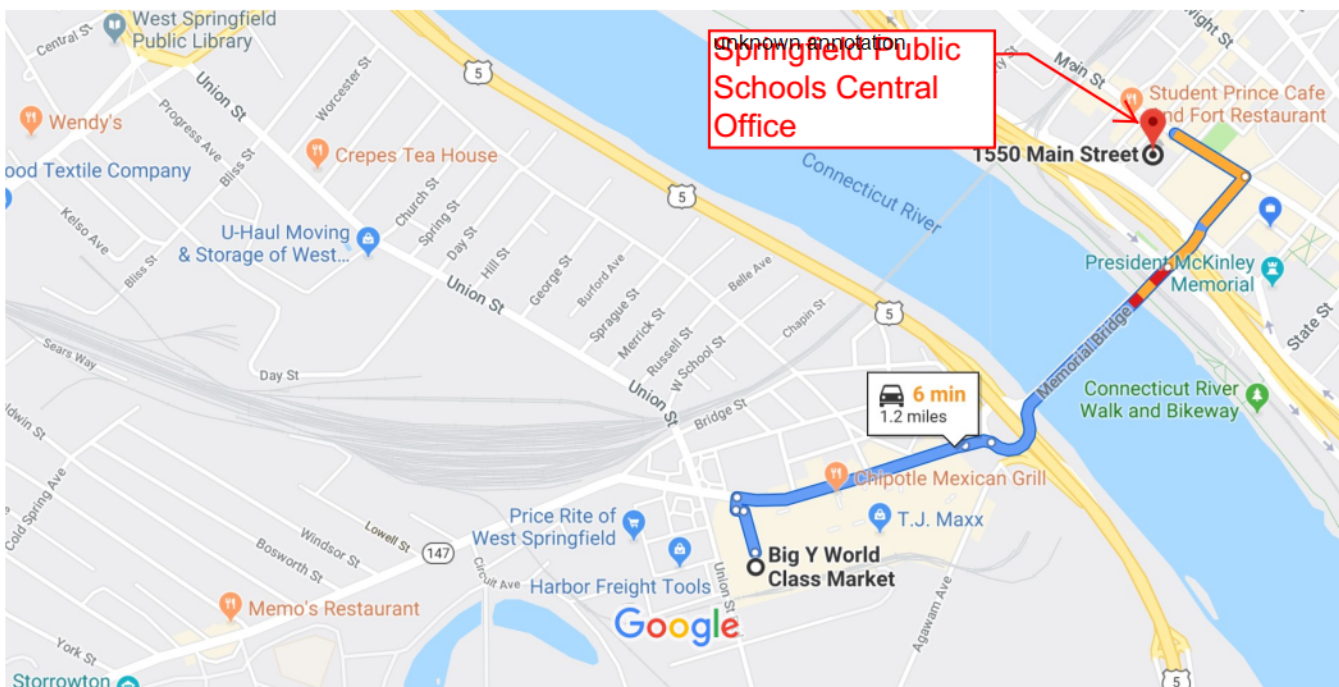 West Springfield
Public Library
Central St
Union St
Worcester St
5
unknown annotation
Springfield Public
Schools Central
Office
Main St
Dwight St
Student Prince Cafe
and Fort Restaurant
1550 Main Street
Wendy's
Progress Ave
Bliss St
Crepes Tea House
ood Textile Company
Kelso Ave
Bliss St
Church St
Spring St
Day St
Hill St
U-Haul Moving
& Storage of West...
5
Connecticut River
George St
Burford Ave
Sprague St
Merrick St
Russell St
W School St
Belle Ave
Chapin St
Union St
President McKinley
Memorial
State St
5
Memorial Bridge
Sears Way
Day St
Union St
Bridge St
6 min
1.2 miles
Connecticut River
Walk and Bikeway
aldwin St
Cold Spring Ave
Chipotle Mexican Grill
T.J. Maxx
Price Rite of
West Springfield
Harbor Freight Tools
Big Y World
Class Market
Lowell St
147
Windsor St
Bosworth St
Circuit Ave
Union St
Agawam Ave
Memo's Restaurant
Google
York St
Storrowton
5